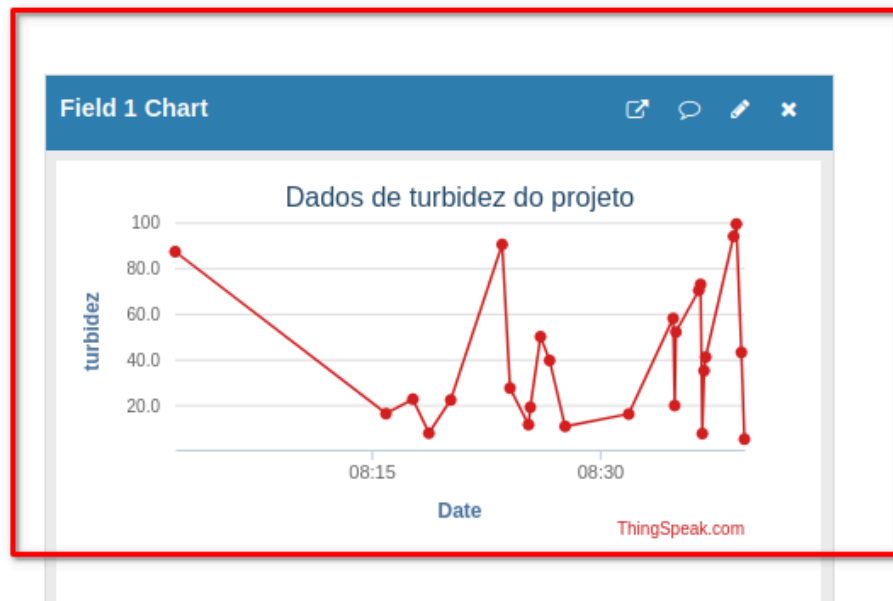 Field 1 Chart
Dados de turbidez do projeto
100
80.0
60.0
40.0
20.0
turbidez
08:15 08:30
Date
ThingSpeak.com